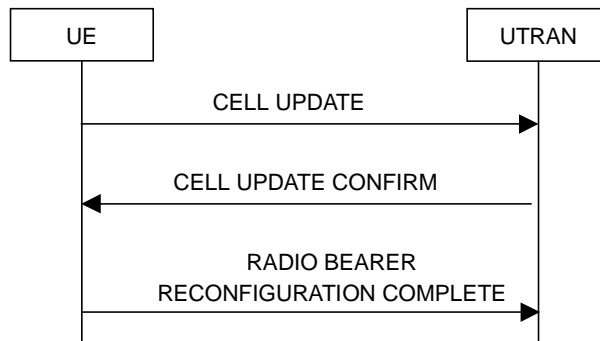 UE
UTRAN
CELL UPDATE
CELL UPDATE CONFIRM
RADIO BEARER
RECONFIGURATION COMPLETE